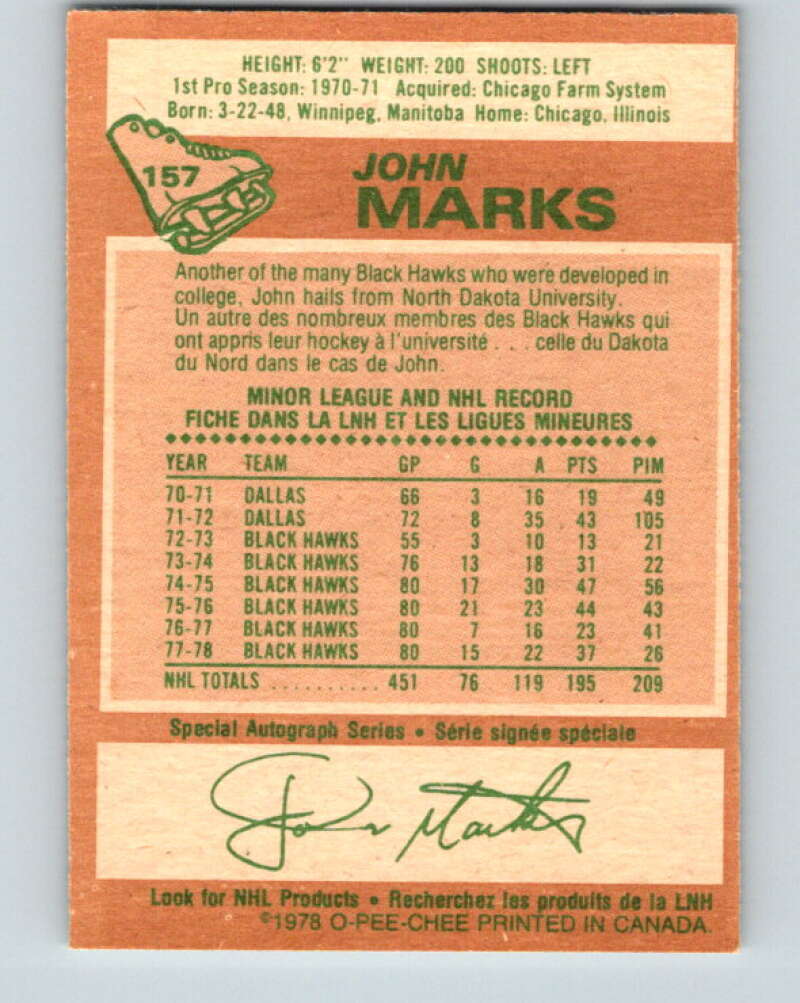 HEIGHT: 6'2" WEIGHT: 200 SHOOTS: LEFT
1st Pro Season: 1970-71 Acquired: Chicago Farm System
Born: 3-22-48, Winnipeg, Manitoba Home: Chicago, Illinois
157
JOHN
MARKS
Another of the many Black Hawks who were developed in
college, John hails from North Dakota University.
Un autre des nombreux membres des Black Hawks qui
ont appris leur hockey à l'université . . . celle du Dakota
du Nord dans le cas de John.
MINOR LEAGUE AND NHL RECORD
FICHE DANS LA LNH ET LES LIGUES MINEURES
YEAR TEAM GP G A PTS PIM
70-71 DALLAS 66 3 16 19 49
71-72 DALLAS 72 8 35 43 105
72-73 BLACK HAWKS 55 3 10 13 21
73-74 BLACK HAWKS 76 13 18 31 22
74-75 BLACK HAWKS 80 17 30 47 56
75-76 BLACK HAWKS 80 21 23 44 43
76-77 BLACK HAWKS 80 7 16 23 41
77-78 BLACK HAWKS 80 15 22 37 26
NHL TOTALS .......... 451 76 119 195 209
Special Autograph Series • Série signée spéciale
John Marks
Look for NHL Products • Recherchez les produits de la LNH
©1978 O-PEE-CHEE PRINTED IN CANADA.